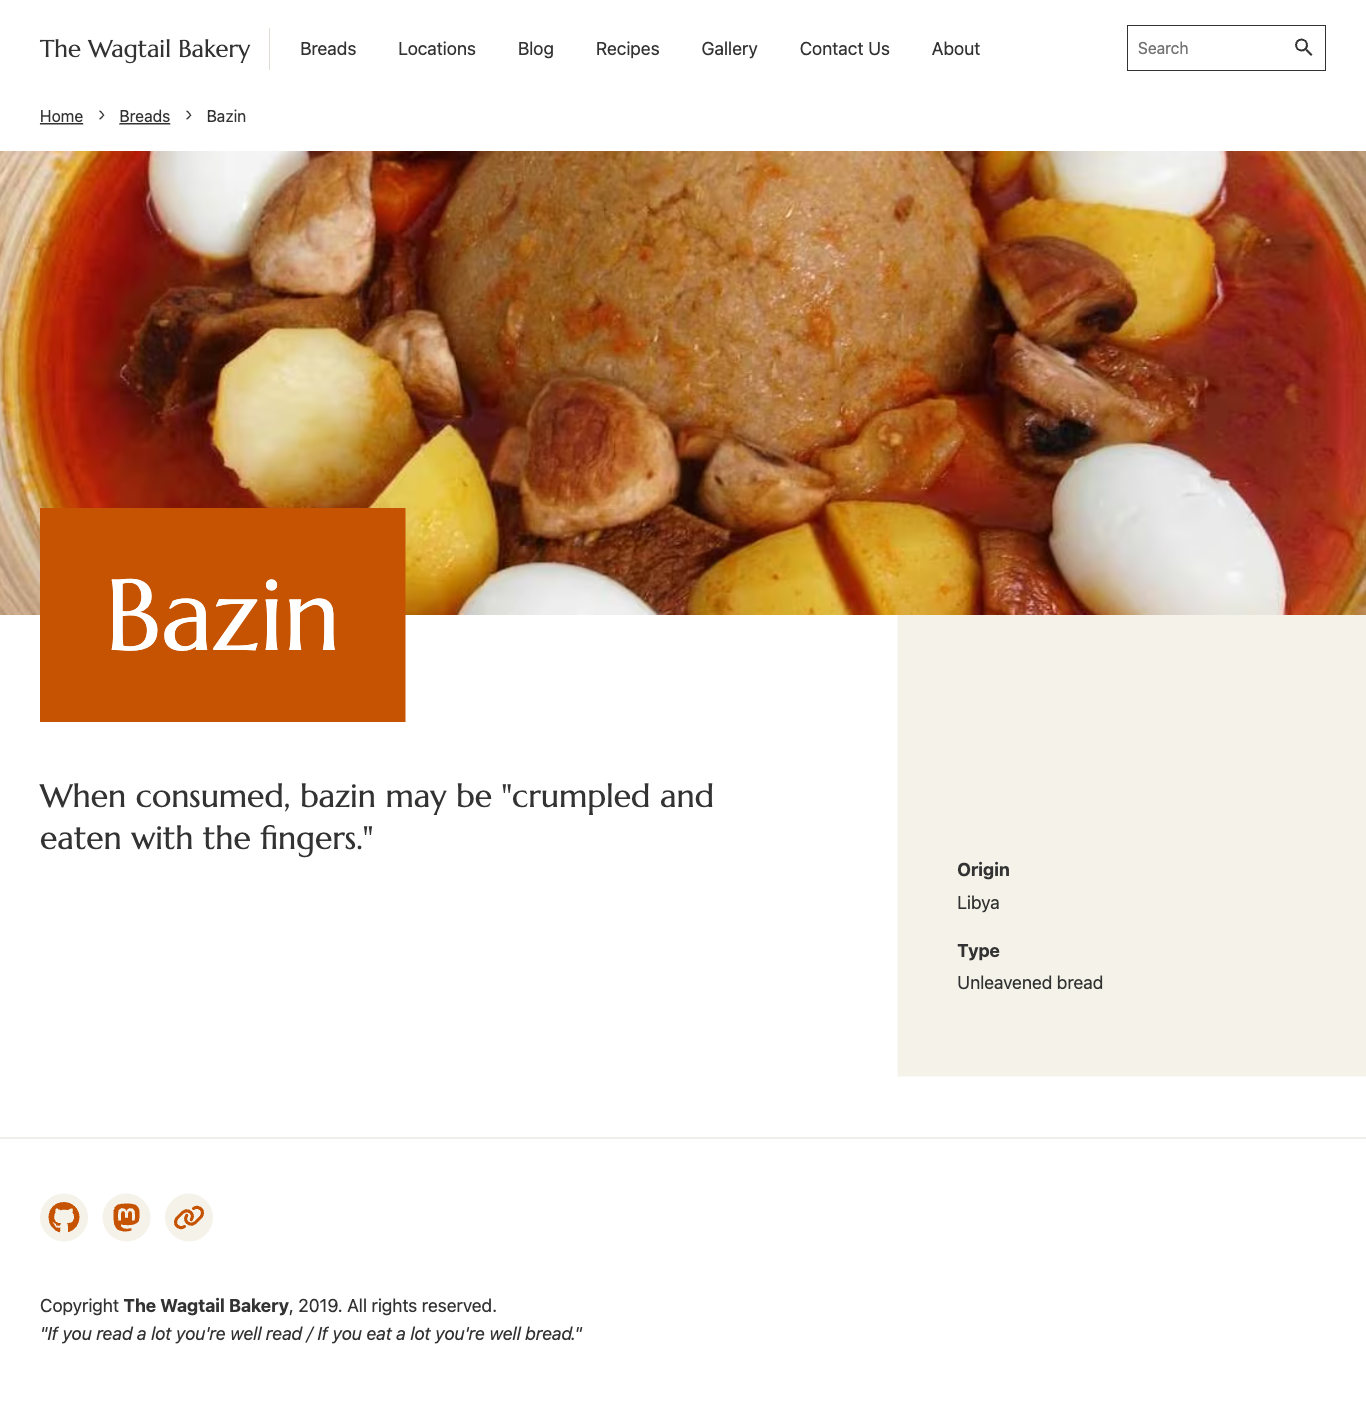 The Wagtail Bakery
Breads
Locations
Blog
Recipes
Gallery
Contact Us
About
Search
Home
Breads
Bazin
Bazin
When consumed, bazin may be "crumpled and
eaten with the fingers."
Origin
Libya
Type
Unleavened bread
Copyright The Wagtail Bakery, 2019. All rights reserved.
"If you read a lot you're well read / If you eat a lot you're well bread."